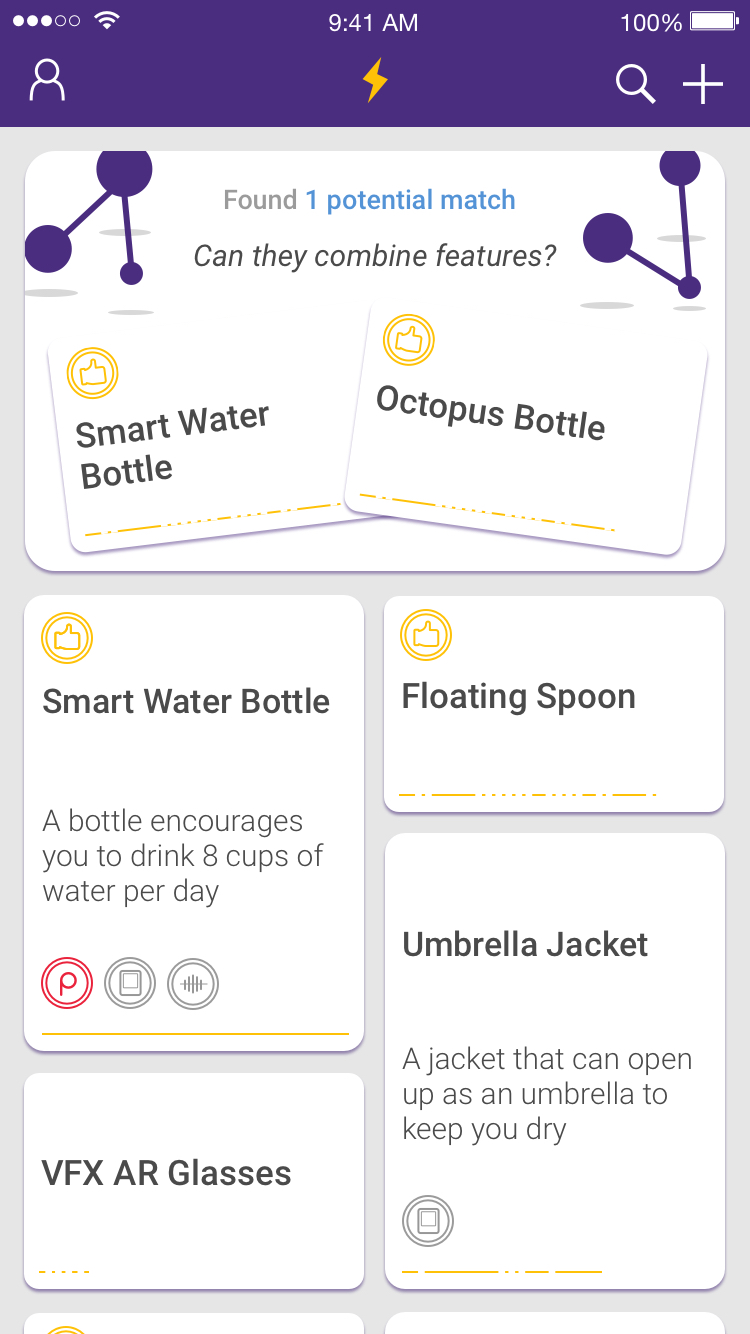 9:41 AM
100%
Found 1 potential match
Can they combine features?
Smart Water
Bottle
Octopus Bottle
Smart Water Bottle
A bottle encourages
you to drink 8 cups of
water per day
Floating Spoon
Umbrella Jacket
A jacket that can open
up as an umbrella to
keep you dry
VFX AR Glasses